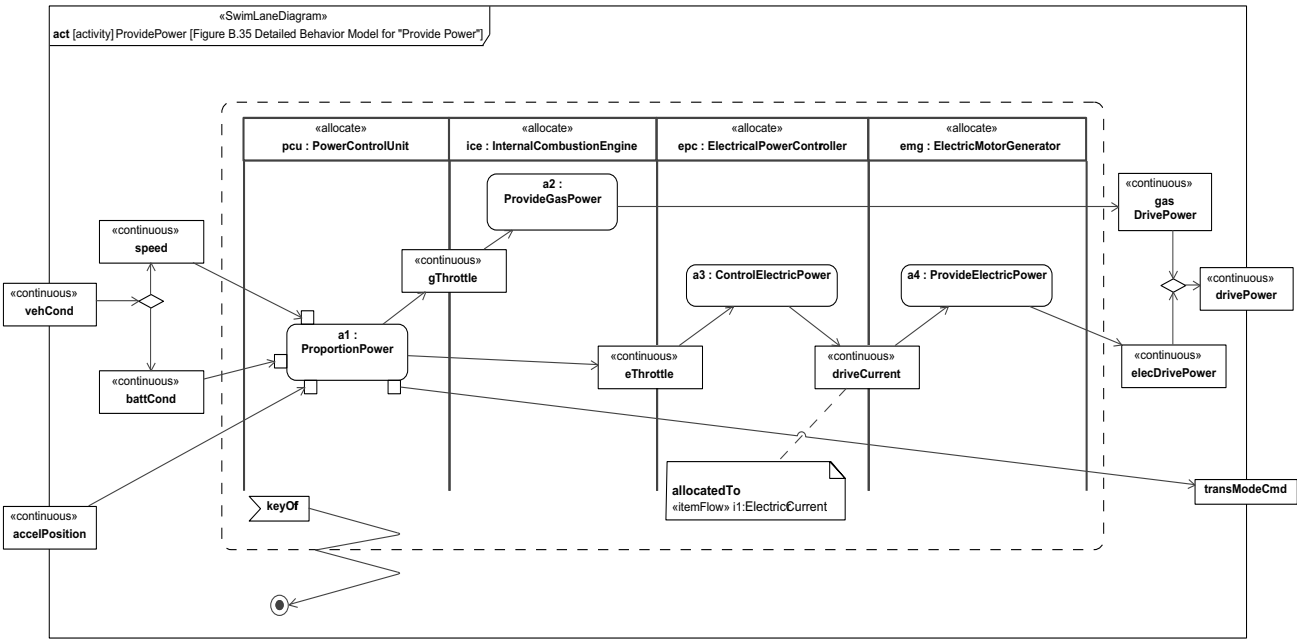 «SwimLaneDiagram»
act [activity] ProvidePower [Figure B.35 Detailed Behavior Model for "Provide Power"]
«allocate»
pcu : PowerControlUnit
«allocate»
ice : InternalCombustionEngine
«allocate»
epc : ElectricalPowerController
«allocate»
emg : ElectricMotorGenerator
a2 :
ProvideGasPower
«continuous»
gas
DrivePower
«continuous»
speed
«continuous»
gThrottle
a3 : ControlElectricPower
a4 : ProvideElectricPower
«continuous»
vehCond
«continuous»
drivePower
a1 :
ProportionPower
«continuous»
eThrottle
«continuous»
driveCurrent
«continuous»
elecDrivePower
«continuous»
battCond
allocatedTo
«itemFlow» i1:ElectricCurrent
transModeCmd
keyOf
«continuous»
accelPosition